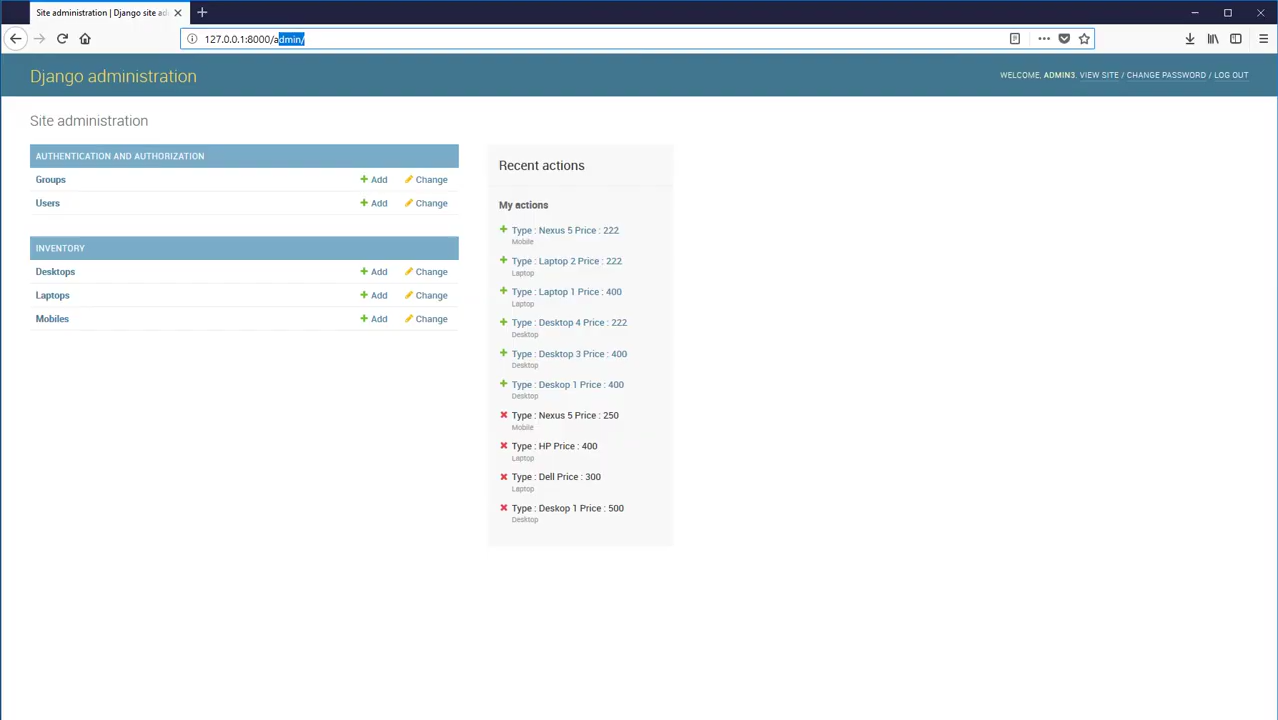 Site administration | Django site ad
127.0.0.1:8000/admin/
Django administration
WELCOME, ADMIN3. VIEW SITE / CHANGE PASSWORD / LOG OUT
Site administration
AUTHENTICATION AND AUTHORIZATION
Groups Add Change
Users Add Change
INVENTORY
Desktops Add Change
Laptops Add Change
Mobiles Add Change
Recent actions
My actions
Type : Nexus 5 Price : 222
Mobile
Type : Laptop 2 Price : 222
Laptop
Type : Laptop 1 Price : 400
Laptop
Type : Desktop 4 Price : 222
Desktop
Type : Desktop 3 Price : 400
Desktop
Type : Deskop 1 Price : 400
Desktop
Type : Nexus 5 Price : 250
Mobile
Type : HP Price : 400
Laptop
Type : Dell Price : 300
Laptop
Type : Deskop 1 Price : 500
Desktop